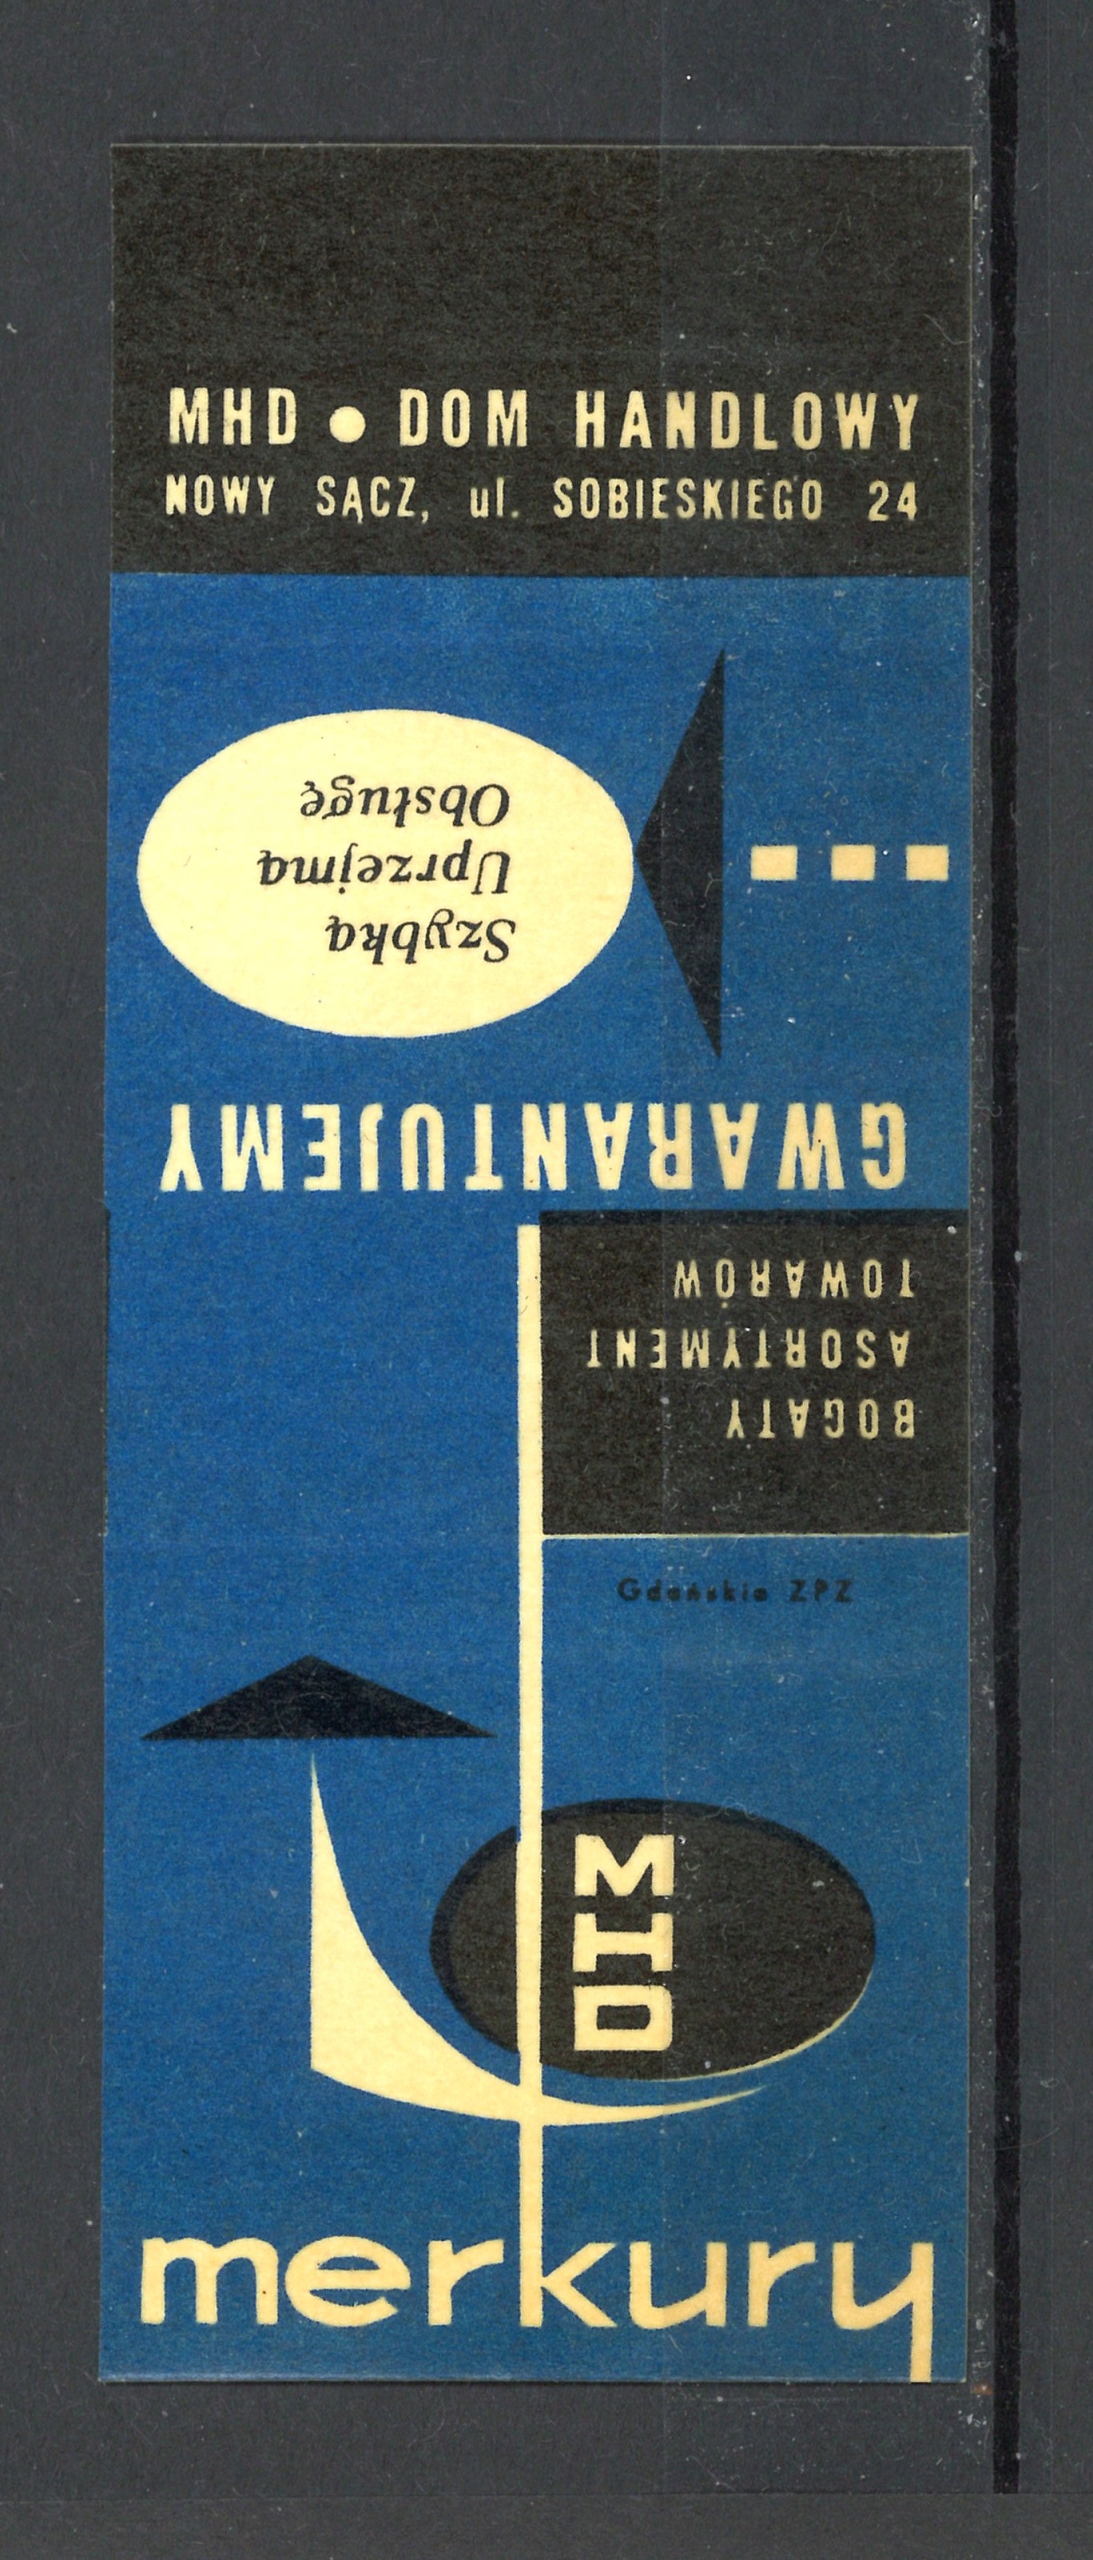 MHD ● DOM HANDLOWY
NOWY SĄCZ, ul. SOBIESKIEGO 24
BOGATY
ASORTYMENT
TOWARÓW
GWARANTUJEMY
Szybką
Uprzejmą
Obsługę
Gdańskie ZPZ
MHD
merkury